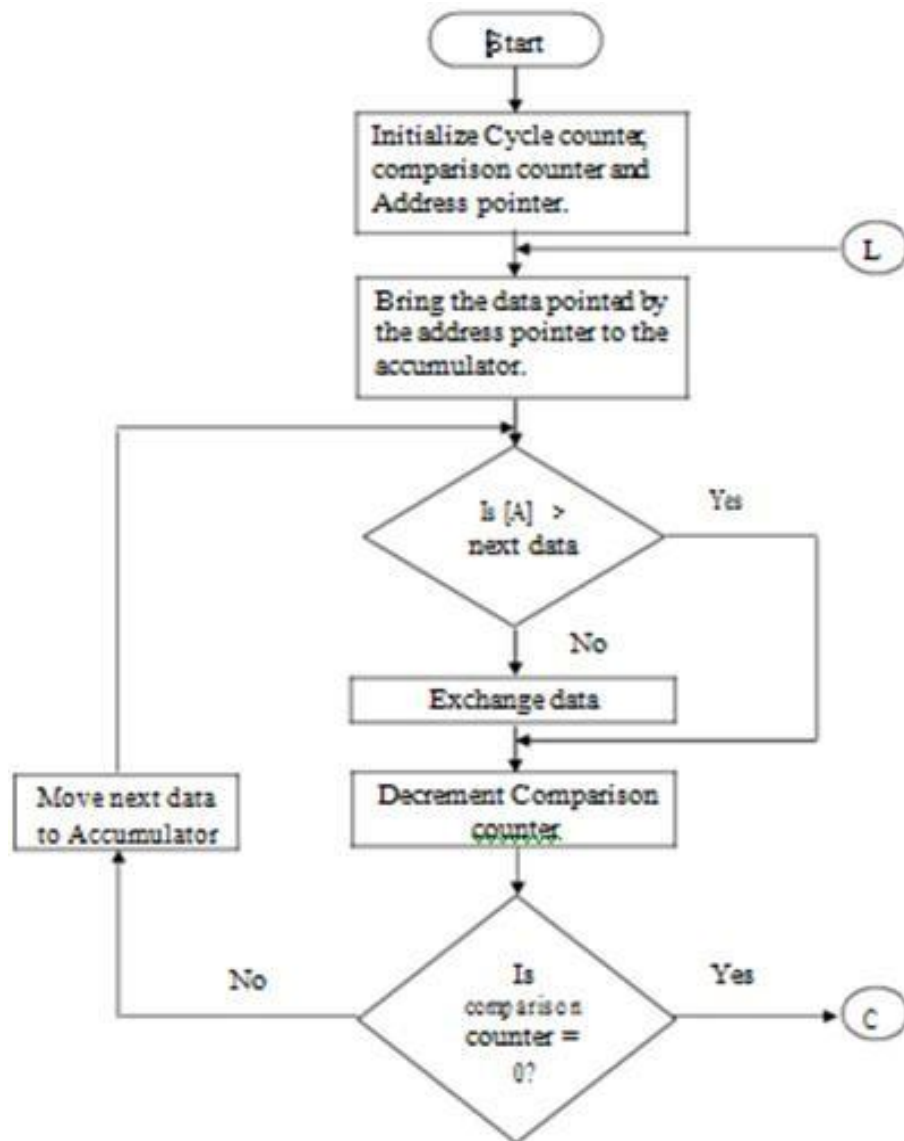 Start
Initialize Cycle counter,
comparison counter and
Address pointer.
L
Bring the data pointed by
the address pointer to the
accumulator.
Is [A] >
next data
Yes
No
Exchange data
Decrement Comparison
counter.
Move next data
to Accumulator
Is
comparison
counter =
0?
No
Yes
C